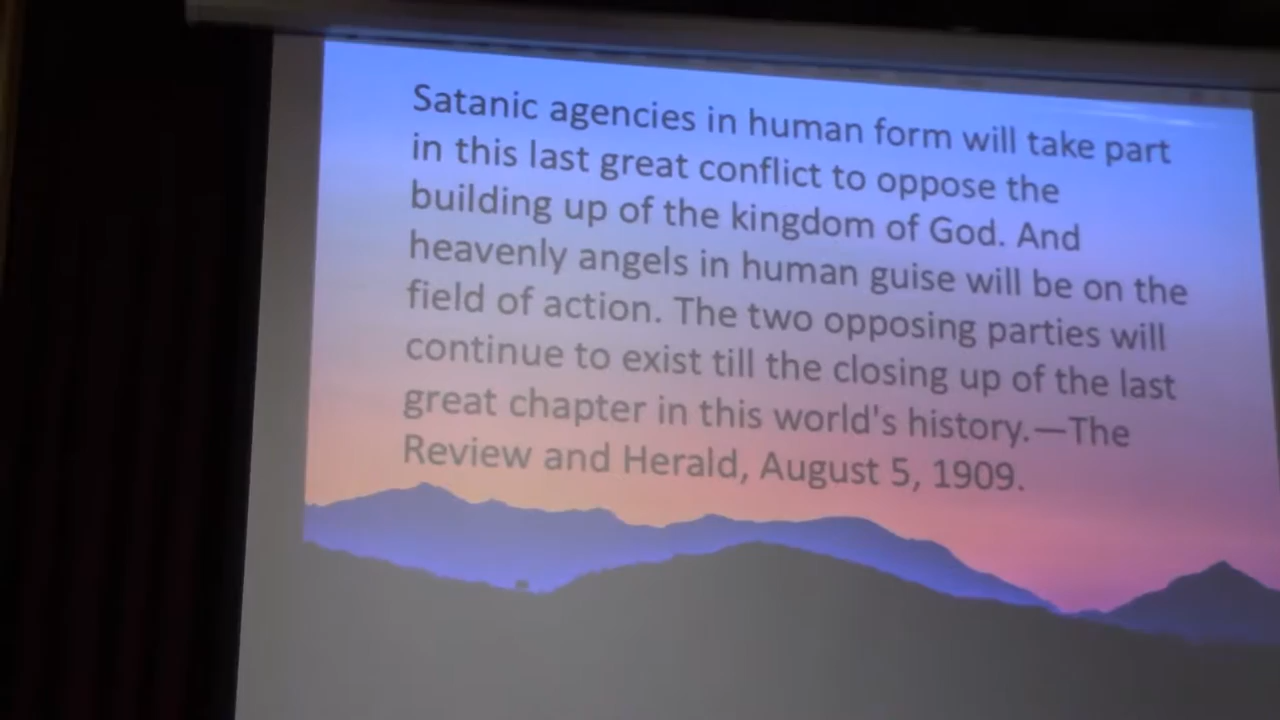 Satanic agencies in human form will take part
in this last great conflict to oppose the
building up of the kingdom of God. And
heavenly angels in human guise will be on the
field of action. The two opposing parties will
continue to exist till the closing up of the last
great chapter in this world's history.—The
Review and Herald, August 5, 1909.